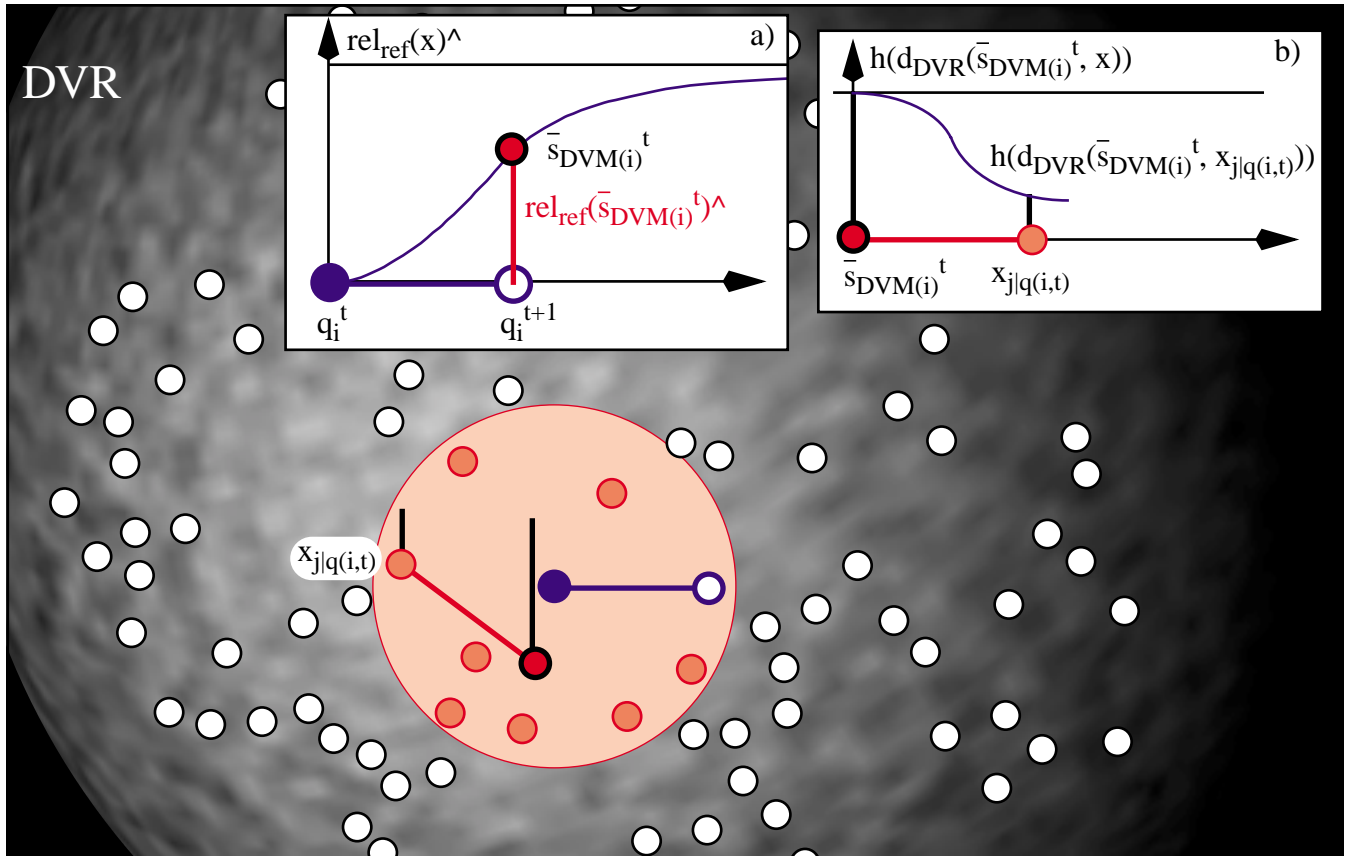 DVR
rel_ref(x)^
a)
s̄_DVM(i)^t
rel_ref(s̄_DVM(i)^t)^
q_i^t
q_i^t+1
h(d_DVR(s̄_DVM(i)^t, x))
b)
h(d_DVR(s̄_DVM(i)^t, x_j|q(i,t)))
s̄_DVM(i)^t
x_j|q(i,t)
x_j|q(i,t)